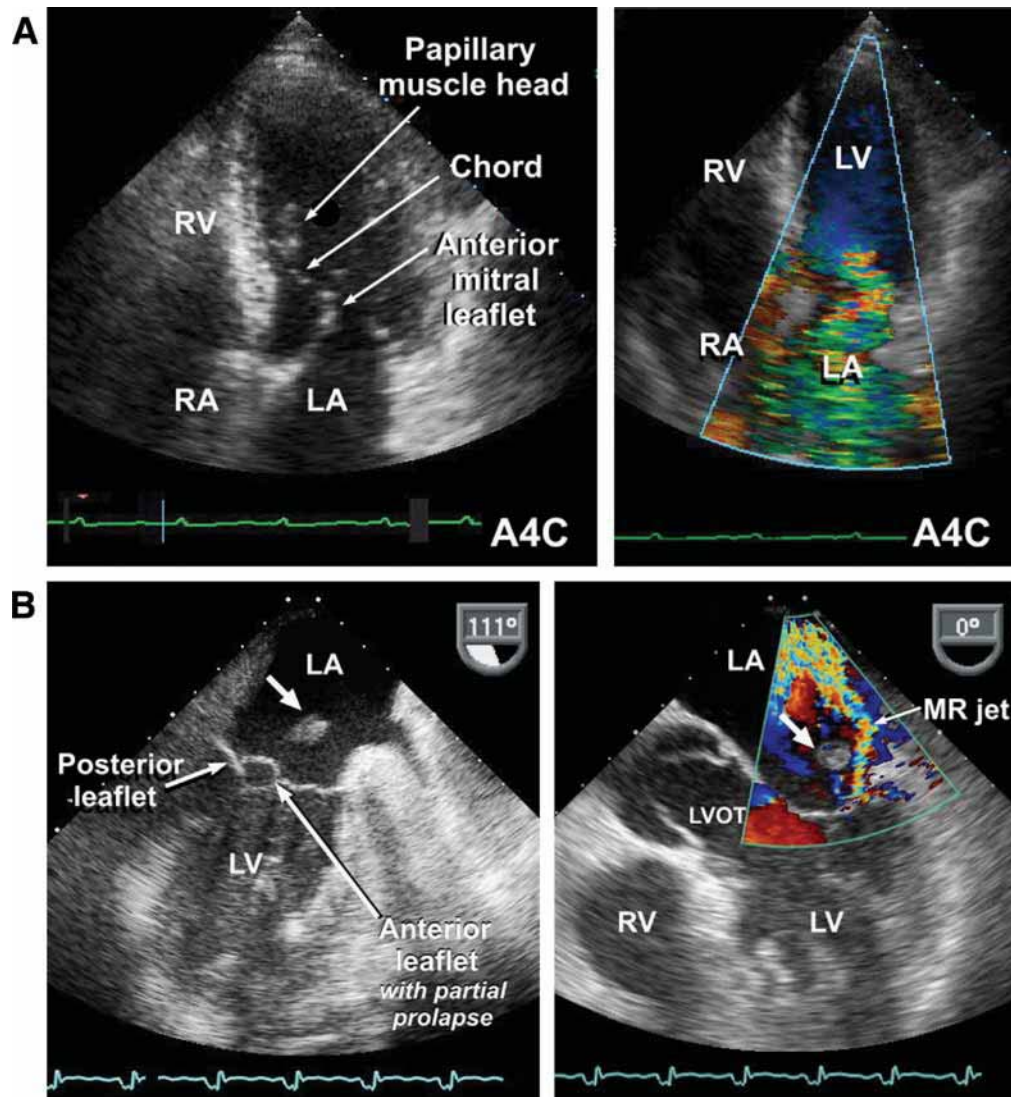 A
Papillary
muscle head
Chord
Anterior
mitral
leaflet
RV
RA
LA
A4C
RV
LV
RA
LA
A4C
B
111°
LA
Posterior
leaflet
LV
Anterior
leaflet
with partial
prolapse
0°
LA
MR jet
LVOT
RV
LV